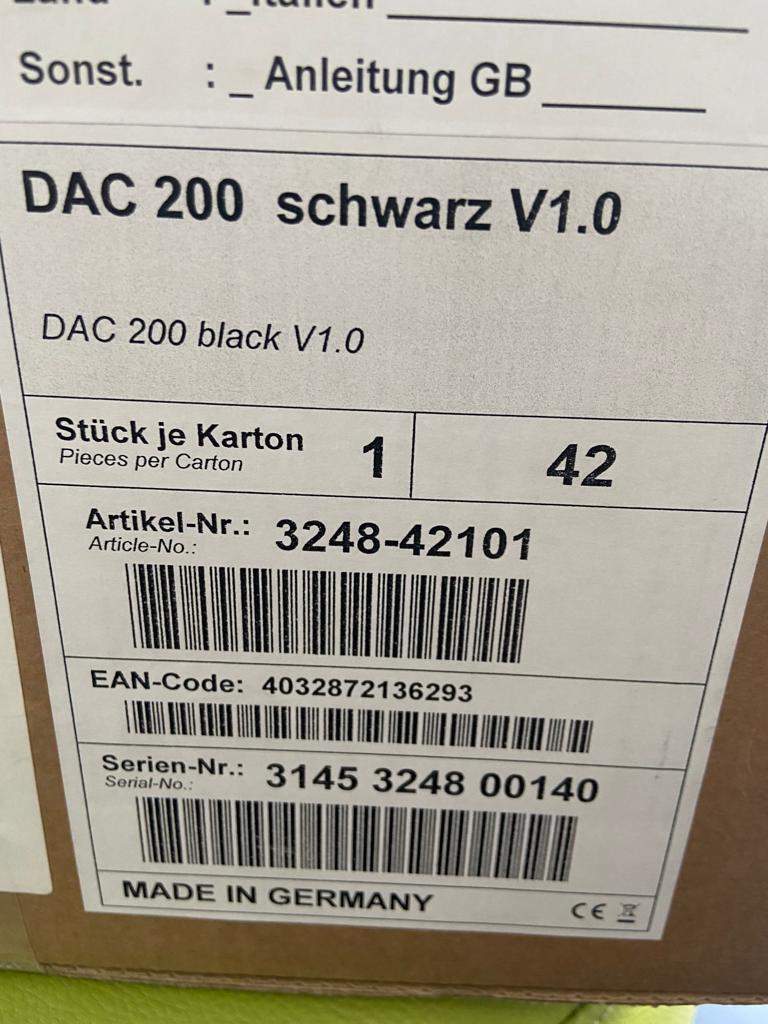 : _Italien
Sonst. : _ Anleitung GB
DAC 200 schwarz V1.0
DAC 200 black V1.0
Stück je Karton 1 42
Pieces per Carton
Artikel-Nr.: 3248-42101
Article-No.:
EAN-Code: 4032872136293
Serien-Nr.: 3145 3248 00140
Serial-No.:
MADE IN GERMANY CE